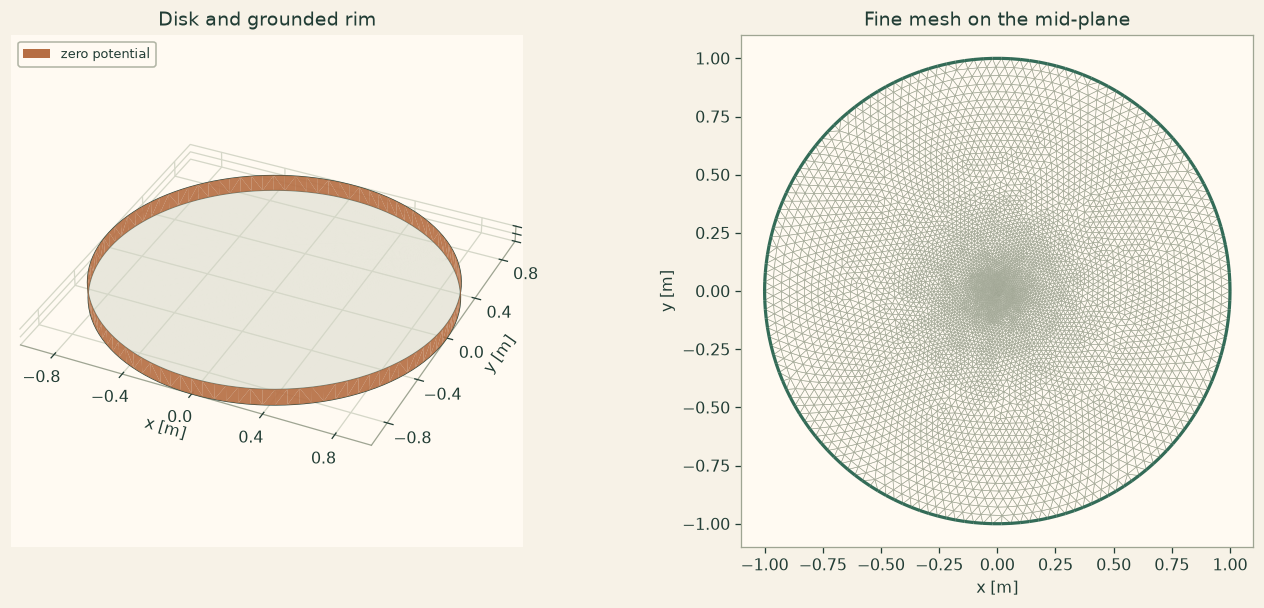 Disk and grounded rim
zero potential
0.8
0.4
0.0
−0.4
−0.8
y [m]
−0.8
−0.4
0.0
0.4
0.8
x [m]
Fine mesh on the mid-plane
1.00
0.75
0.50
0.25
0.00
−0.25
−0.50
−0.75
−1.00
y [m]
−1.00 −0.75 −0.50 −0.25 0.00 0.25 0.50 0.75 1.00
x [m]